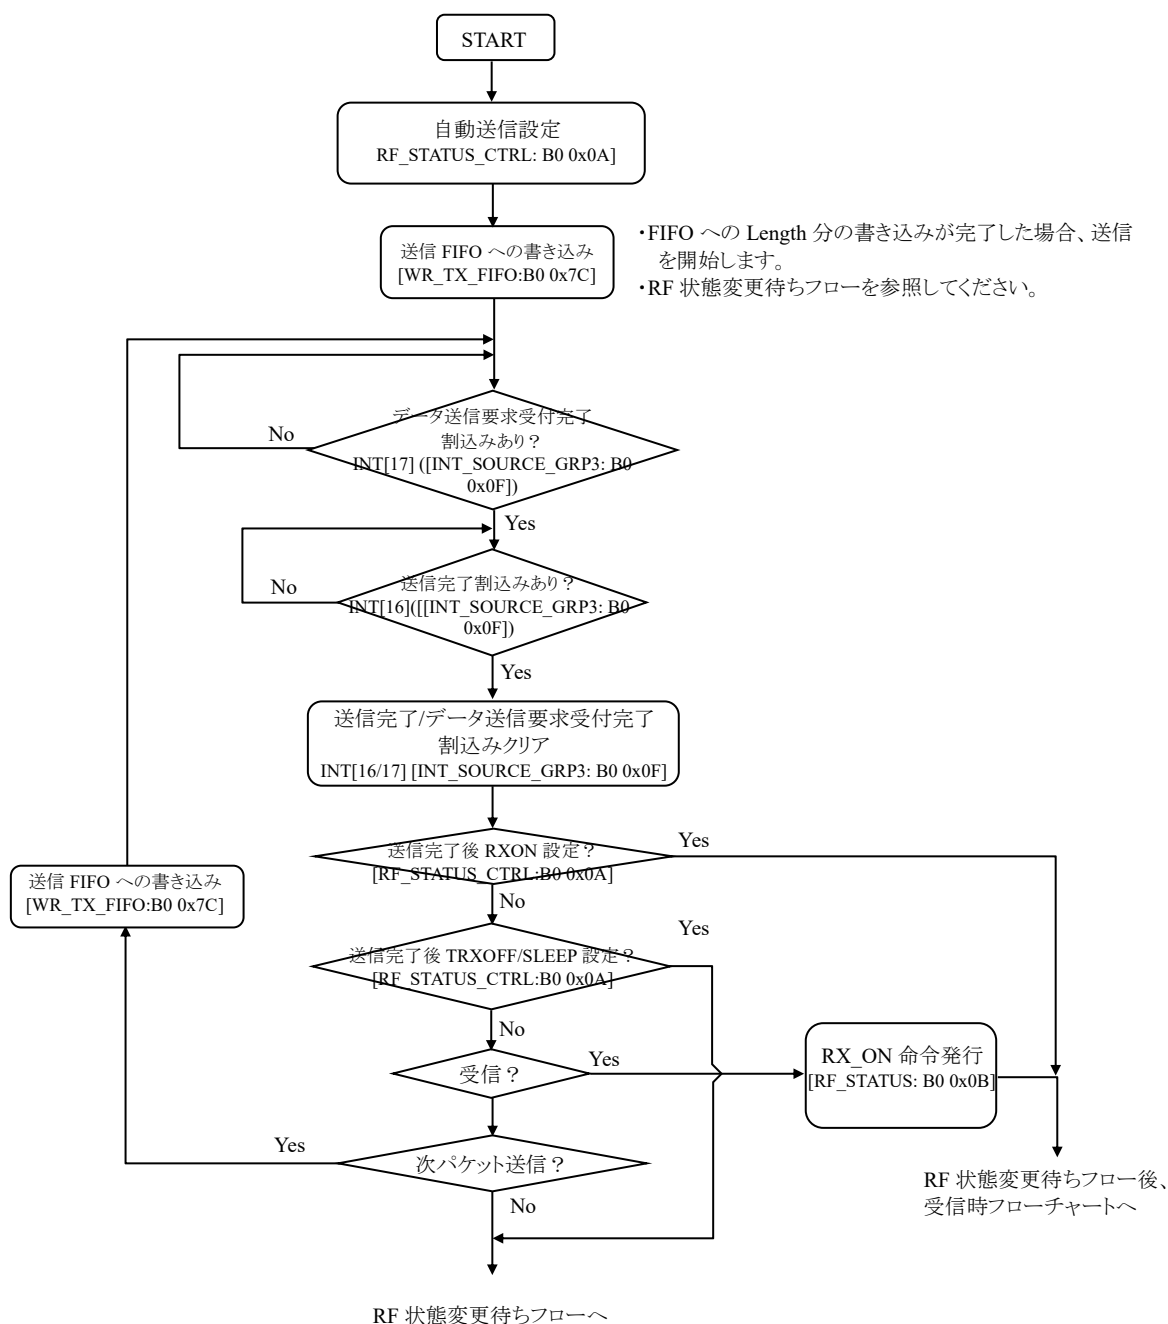 START
自動送信設定
RF_STATUS_CTRL: B0 0x0A]
送信 FIFO への書き込み
[WR_TX_FIFO:B0 0x7C]
・FIFO への Length 分の書き込みが完了した場合、送信
を開始します。
・RF 状態変更待ちフローを参照してください。
データ送信要求受付完了
割込みあり？
INT[17] ([INT_SOURCE_GRP3: B0
0x0F])
No
Yes
送信完了割込みあり？
INT[16]([[INT_SOURCE_GRP3: B0
0x0F])
No
Yes
送信完了/データ送信要求受付完了
割込みクリア
INT[16/17] [INT_SOURCE_GRP3: B0 0x0F]
送信完了後 RXON 設定？
[RF_STATUS_CTRL:B0 0x0A]
Yes
No
送信 FIFO への書き込み
[WR_TX_FIFO:B0 0x7C]
送信完了後 TRXOFF/SLEEP 設定？
[RF_STATUS_CTRL:B0 0x0A]
Yes
No
受信？
Yes
RX_ON 命令発行
[RF_STATUS: B0 0x0B]
次パケット送信？
Yes
No
RF 状態変更待ちフロー後、
受信時フローチャートへ
RF 状態変更待ちフローへ